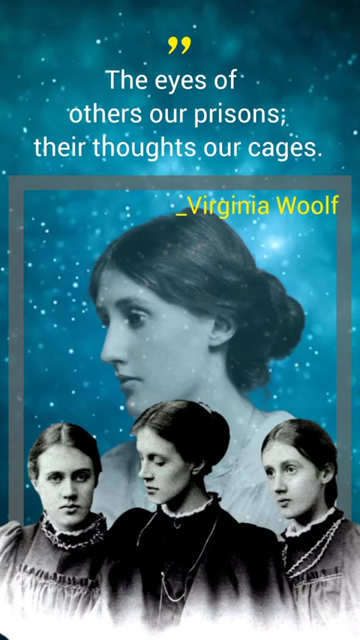 ”
The eyes of
others our prisons;
their thoughts our cages.
_Virginia Woolf